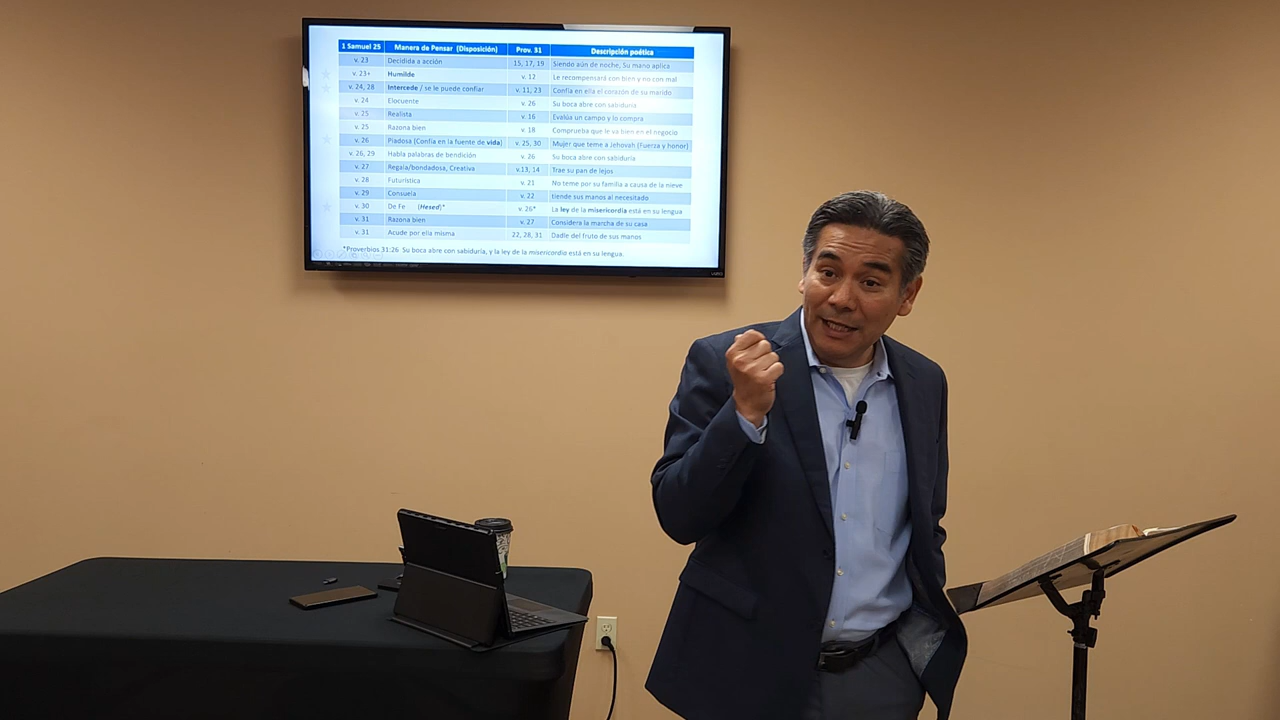 1 Samuel 25 Manera de Pensar (Disposición) Prov. 31 Descripción poética
v. 23 Decidida a acción 15, 17, 19 Siendo aún de noche, Su mano aplica
v. 23+ Humilde v. 12 Le recompensará con bien y no con mal
v. 24, 28 Intercede / se le puede confiar v. 11, 23 Confía en ella el corazón de su marido
v. 24 Elocuente v. 26 Su boca abre con sabiduría
v. 25 Realista v. 16 Evalúa un campo y lo compra
v. 25 Razona bien v. 18 Comprueba que le va bien en el negocio
v. 26 Piadosa (Confía en la fuente de vida) v. 25, 30 Mujer que teme a Jehovah (Fuerza y honor)
v. 26, 29 Habla palabras de bendición v. 26 Su boca abre con sabiduría
v. 27 Regala/bondadosa, Creativa v.13, 14 Trae su pan de lejos
v. 28 Futurística v. 21 No teme por su familia a causa de la nieve
v. 29 Consuela v. 22 tiende sus manos al necesitado
v. 30 De Fe (Hesed)* v. 26* La ley de la misericordia está en su lengua
v. 31 Razona bien v. 27 Considera la marcha de su casa
v. 31 Acude por ella misma 22, 28, 31 Dadle del fruto de sus manos
*Proverbios 31:26 Su boca abre con sabiduría, y la ley de la misericordia está en su lengua.
VIZIO